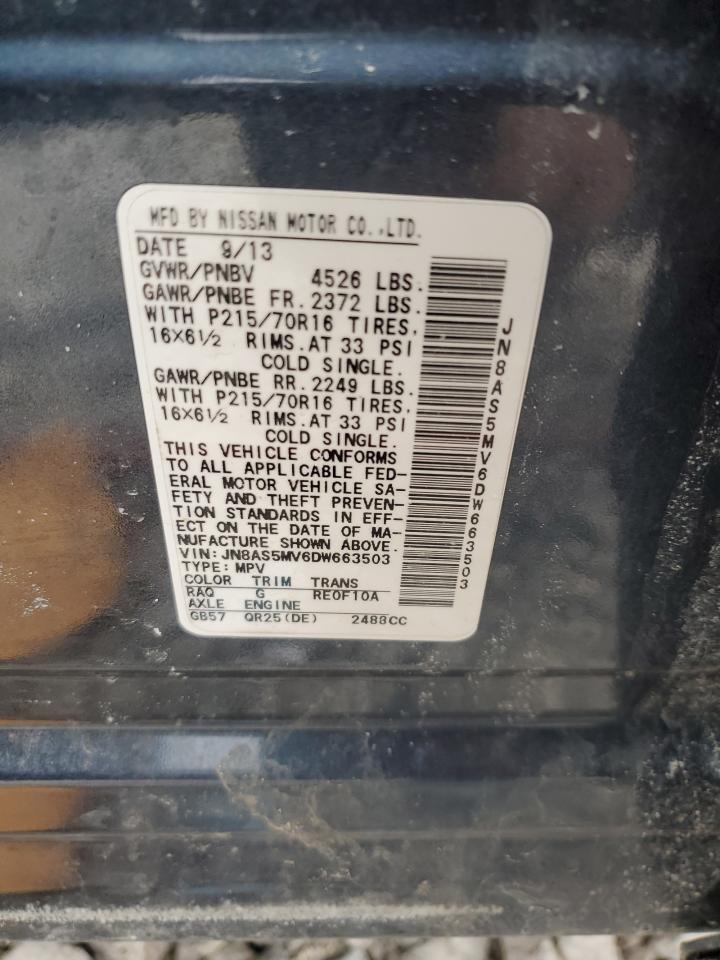 MFD BY NISSAN MOTOR CO.,LTD.
DATE 9/13
GVWR/PNBV 4526 LBS.
GAWR/PNBE FR. 2372 LBS.
WITH P215/70R16 TIRES,
16X6½ RIMS.AT 33 PSI
COLD SINGLE.
GAWR/PNBE RR. 2249 LBS.
WITH P215/70R16 TIRES,
16X6½ RIMS.AT 33 PSI
COLD SINGLE.
THIS VEHICLE CONFORMS
TO ALL APPLICABLE FED-
ERAL MOTOR VEHICLE SA-
FETY AND THEFT PREVEN-
TION STANDARDS IN EFF-
ECT ON THE DATE OF MA-
NUFACTURE SHOWN ABOVE.
VIN: JN8AS5MV6DW663503
TYPE: MPV
COLOR TRIM TRANS
RAQ G RE0F10A
AXLE ENGINE
GB57 QR25(DE) 2488CC
JN8AS5MV6DW663503